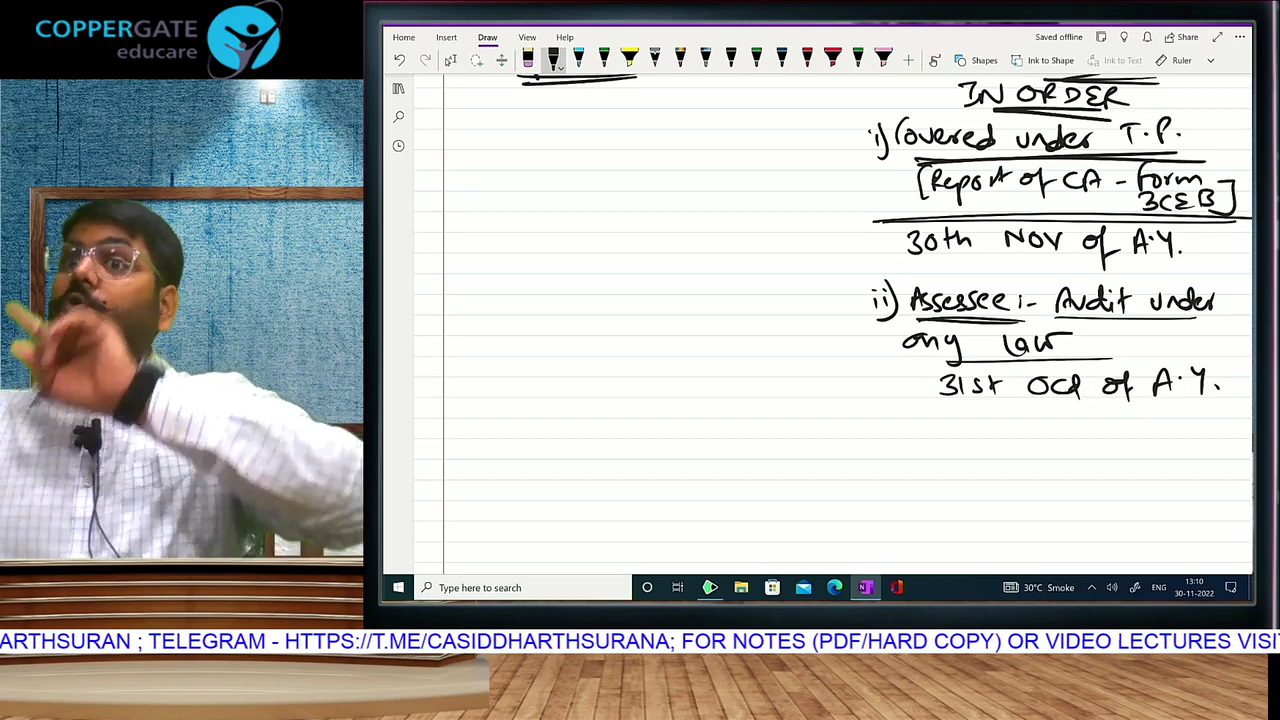 COPPERGATE
educare
Home Insert Draw View Help
Saved offline
Share
Shapes
Ink to Shape
Ink to Text
Ruler
IN ORDER
i) Covered under T.P.
[Report of CA - Form
3CEB]
30th NOV of A.Y.
ii) Assessee :- Audit under
any law
31st Oct of A.Y.
Type here to search
30°C Smoke
ENG
13:10
30-11-2022
ARTHSURAN ; TELEGRAM - HTTPS://T.ME/CASIDDHARTHSURANA; FOR NOTES (PDF/HARD COPY) OR VIDEO LECTURES VISI